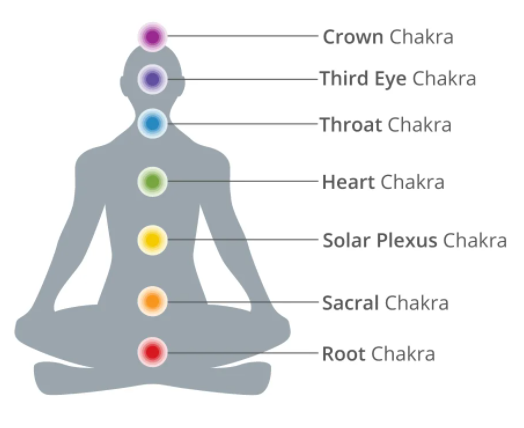 Crown Chakra
Third Eye Chakra
Throat Chakra
Heart Chakra
Solar Plexus Chakra
Sacral Chakra
Root Chakra